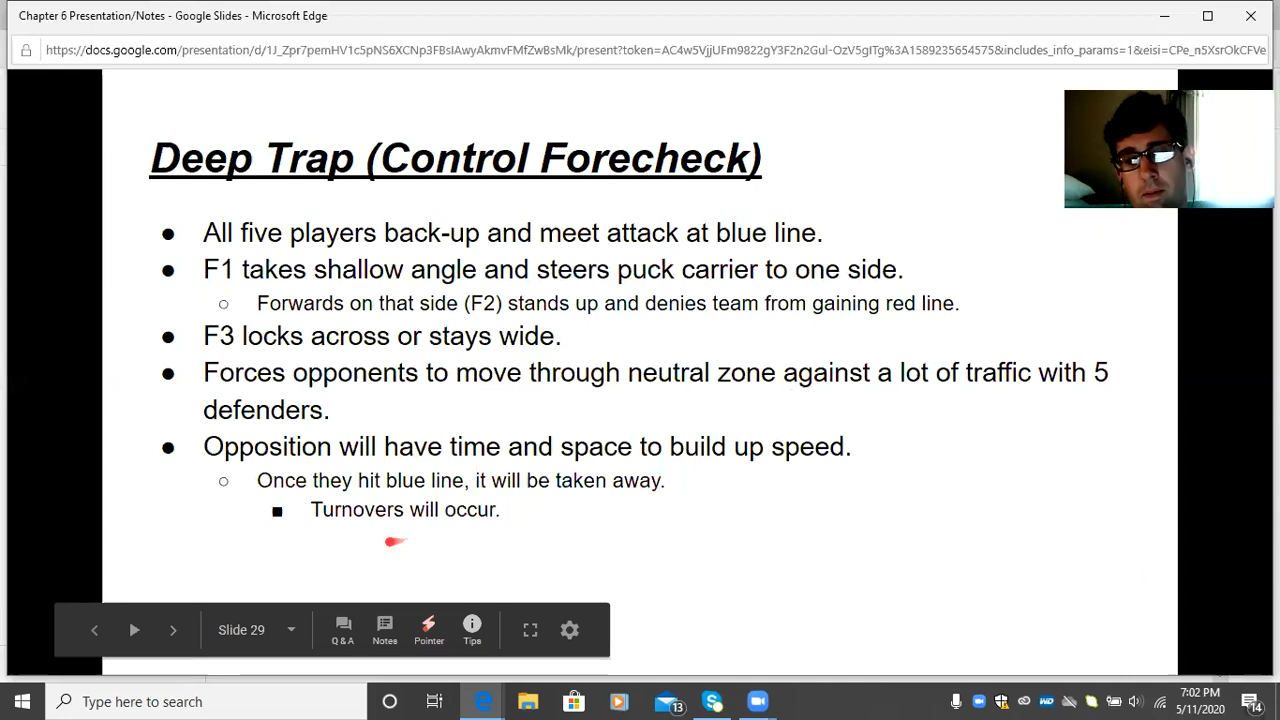 Chapter 6 Presentation/Notes - Google Slides - Microsoft Edge
https://docs.google.com/presentation/d/1J_Zpr7pemHV1c5pNS6XCNp3FBsIAwyAkmvFMfZwBsMk/present?token=AC4w5VjjUFm9822gY3F2n2Gul-OzV5gITg%3A1589235654575&includes_info_params=1&eisi=CPe_n5XsrOkCFVe
Deep Trap (Control Forecheck)
● All five players back-up and meet attack at blue line.
● F1 takes shallow angle and steers puck carrier to one side.
○ Forwards on that side (F2) stands up and denies team from gaining red line.
● F3 locks across or stays wide.
● Forces opponents to move through neutral zone against a lot of traffic with 5
defenders.
● Opposition will have time and space to build up speed.
○ Once they hit blue line, it will be taken away.
■ Turnovers will occur.
Slide 29
Q & A Notes Pointer Tips
Type here to search
13
WD
7:02 PM
5/11/2020
14